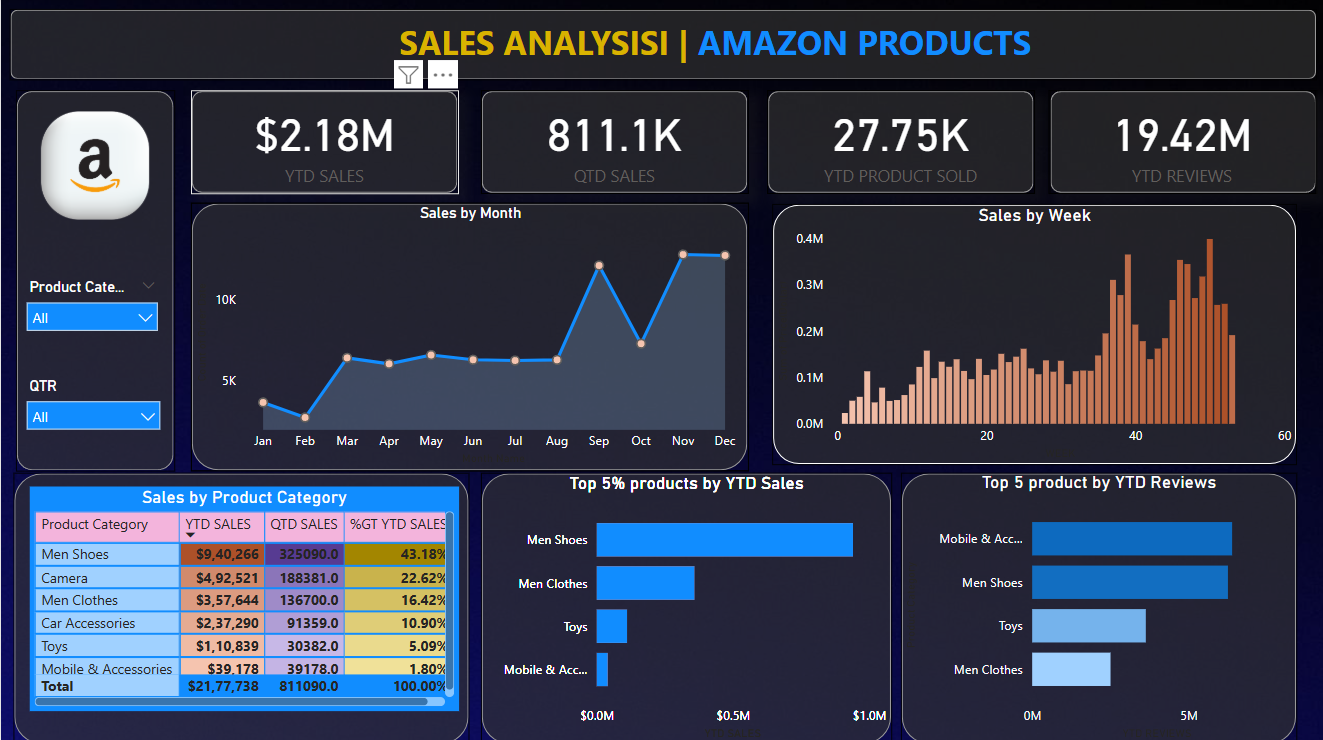 SALES ANALYSISI | AMAZON PRODUCTS
a
$2.18M
YTD SALES
811.1K
QTD SALES
27.75K
YTD PRODUCT SOLD
19.42M
YTD REVIEWS
Product Cate...
All
QTR
All
Sales by Month
10K
5K
Jan Feb Mar Apr May Jun Jul Aug Sep Oct Nov Dec
Sales by Week
0.4M
0.3M
0.2M
0.1M
0.0M
0 20 40 60
Sales by Product Category
Product Category YTD SALES QTD SALES %GT YTD SALES
Men Shoes $9,40,266 325090.0 43.18%
Camera $4,92,521 188381.0 22.62%
Men Clothes $3,57,644 136700.0 16.42%
Car Accessories $2,37,290 91359.0 10.90%
Toys $1,10,839 30382.0 5.09%
Mobile & Accessories $39,178 39178.0 1.80%
Total $21,77,738 811090.0 100.00%
Top 5% products by YTD Sales
Men Shoes
Men Clothes
Toys
Mobile & Acc...
$0.0M $0.5M $1.0M
Top 5 product by YTD Reviews
Mobile & Acc...
Men Shoes
Toys
Men Clothes
0M 5M